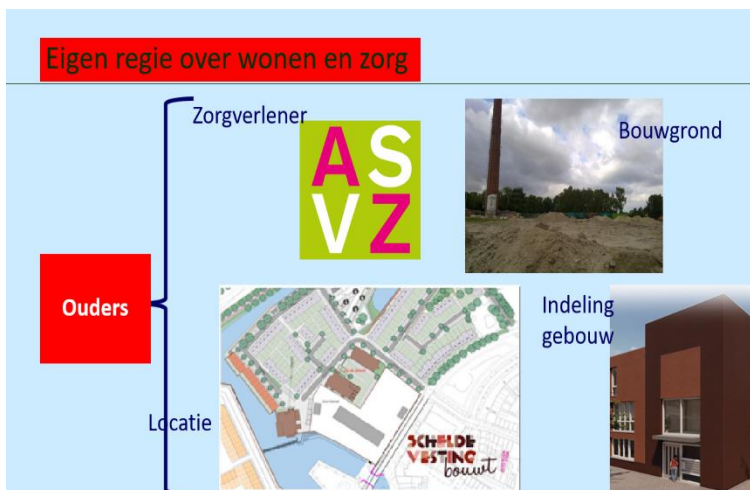 Eigen regie over wonen en zorg
Zorgverlener
AS
VZ
Bouwgrond
Ouders
Indeling
gebouw
Locatie
SCHELDE
VESTING
bouwt